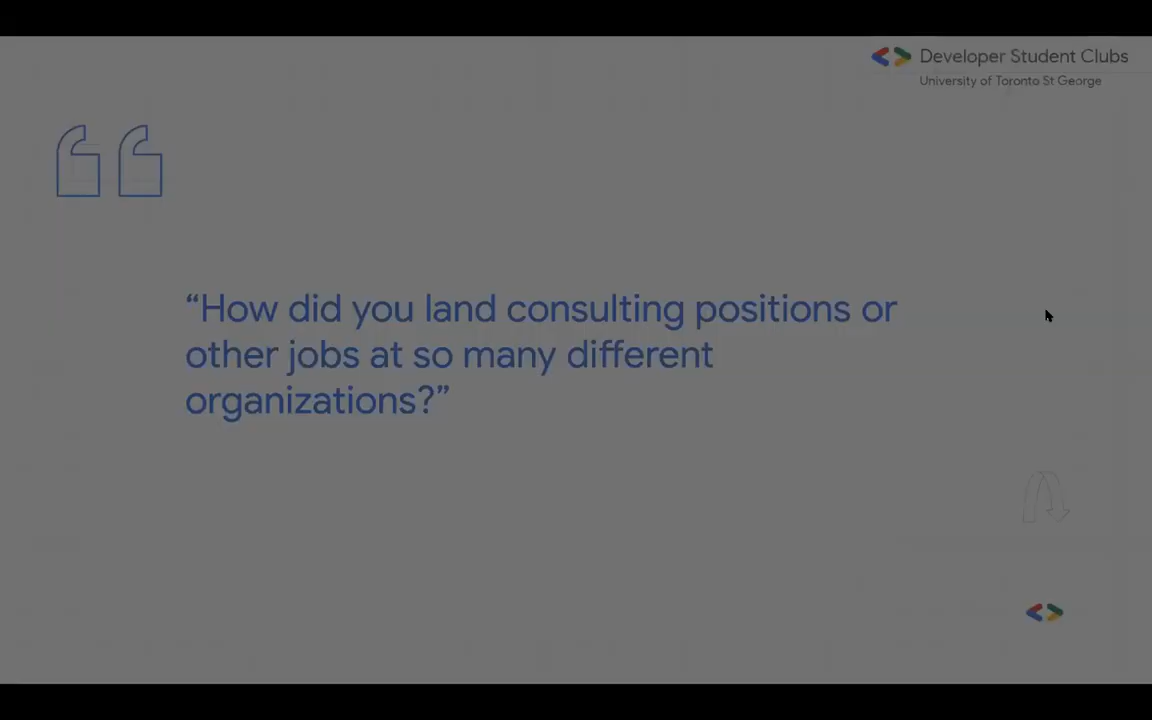 Developer Student Clubs
University of Toronto St George
“How did you land consulting positions or
other jobs at so many different
organizations?”